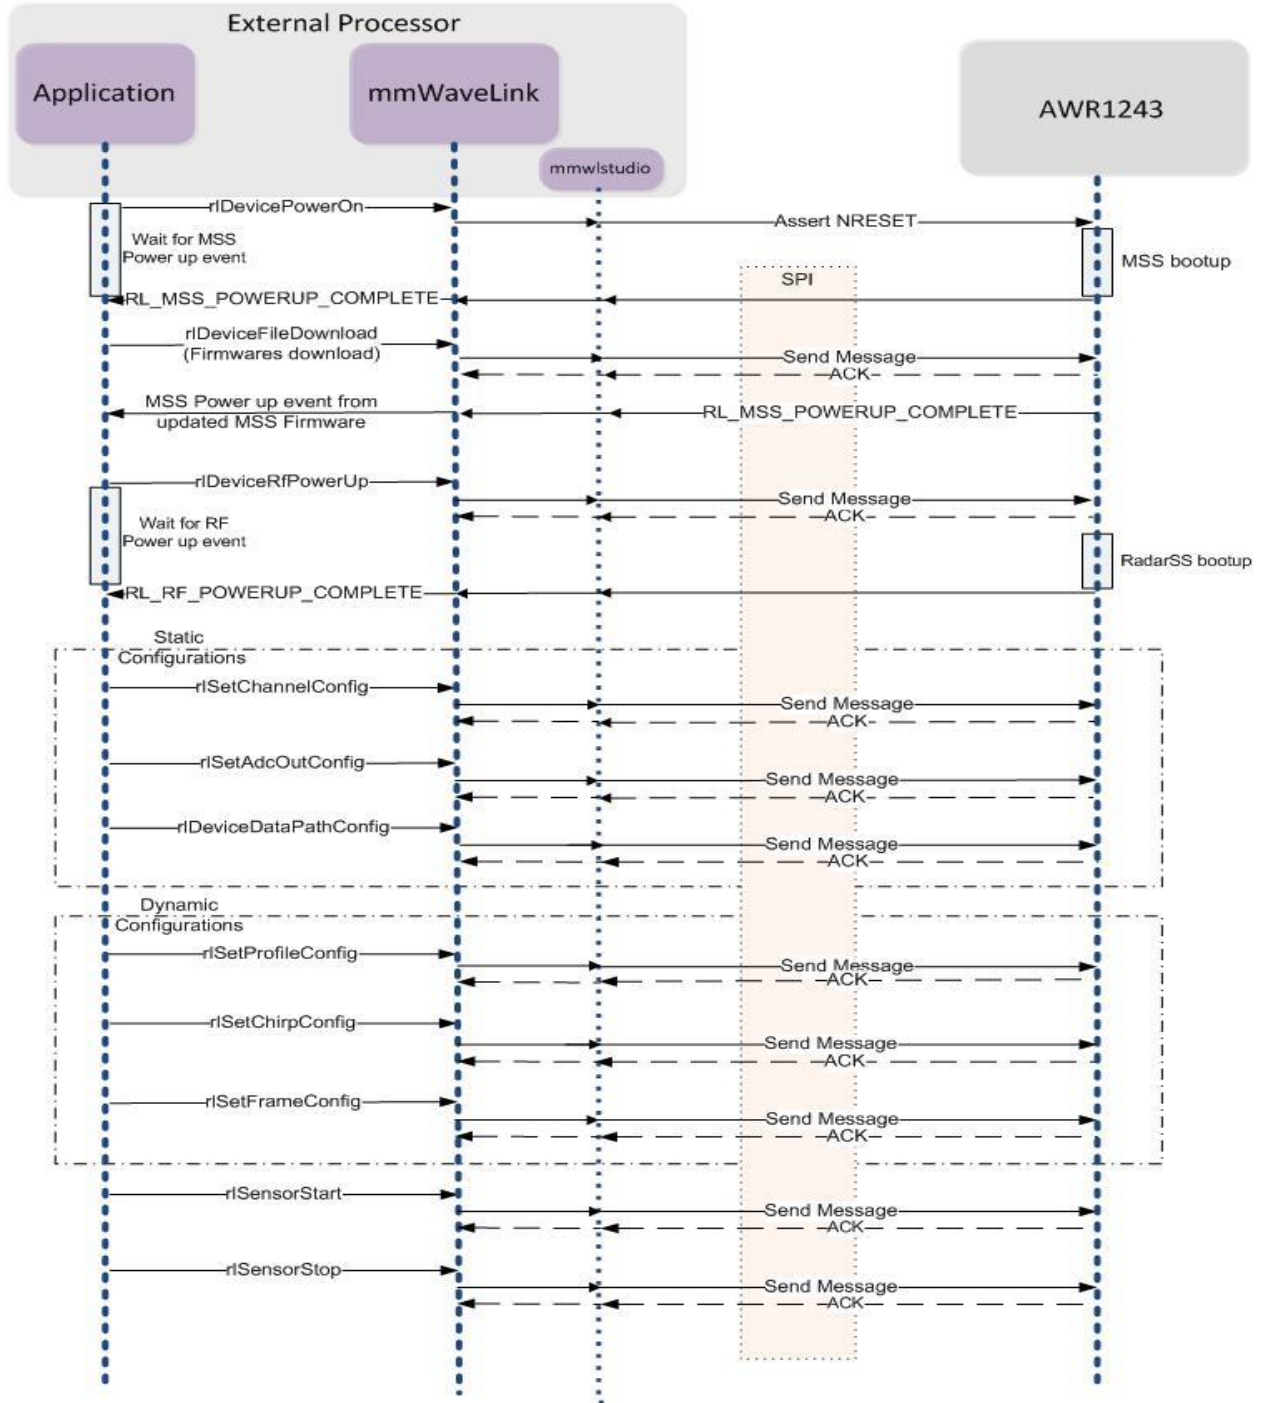 External Processor
Application
mmWaveLink
AWR1243
mmwlstudio
rlDevicePowerOn
Assert NRESET
Wait for MSS
Power up event
MSS bootup
SPI
RL_MSS_POWERUP_COMPLETE
rlDeviceFileDownload
(Firmwares download)
Send Message
ACK
MSS Power up event from
updated MSS Firmware
RL_MSS_POWERUP_COMPLETE
rlDeviceRfPowerUp
Send Message
ACK
Wait for RF
Power up event
RadarSS bootup
RL_RF_POWERUP_COMPLETE
Static
Configurations
rlSetChannelConfig
Send Message
ACK
rlSetAdcOutConfig
Send Message
ACK
rlDeviceDataPathConfig
Send Message
ACK
Dynamic
Configurations
rlSetProfileConfig
Send Message
ACK
rlSetChirpConfig
Send Message
ACK
rlSetFrameConfig
Send Message
ACK
rlSensorStart
Send Message
ACK
rlSensorStop
Send Message
ACK